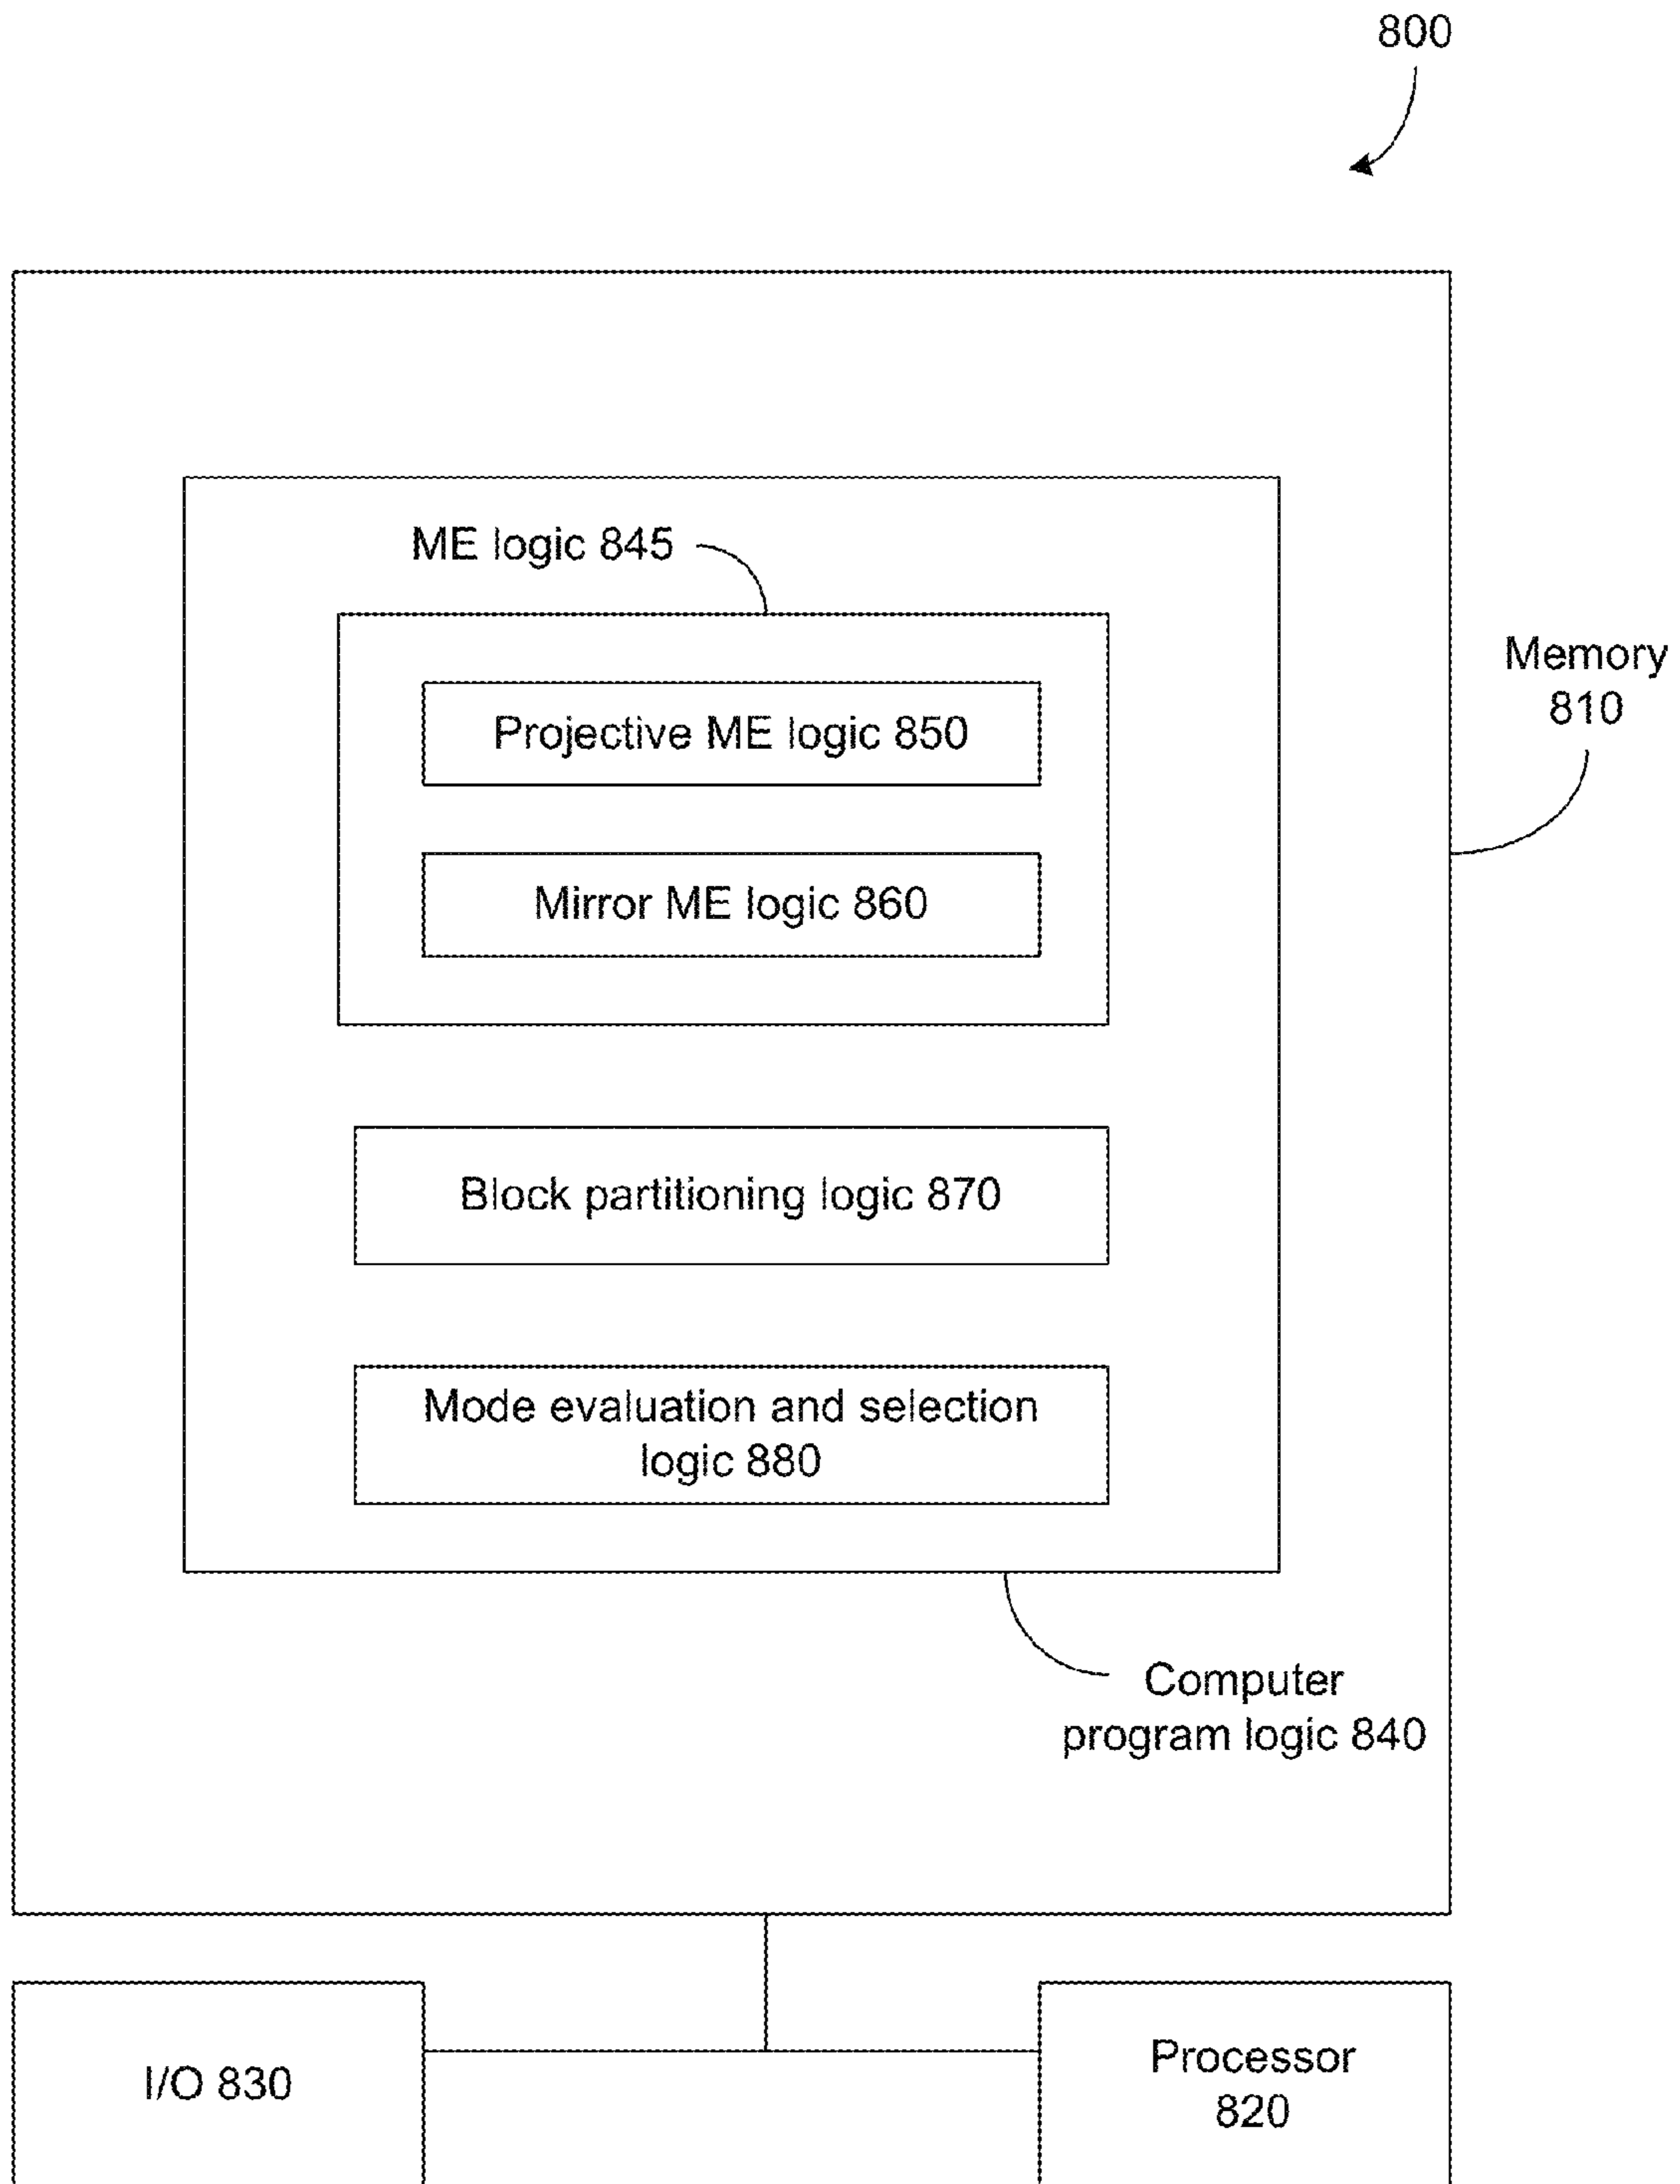 800
ME logic 845
Memory
810
Projective ME logic 850
Mirror ME logic 860
Block partitioning logic 870
Mode evaluation and selection
logic 880
Computer
program logic 840
I/O 830
Processor
820